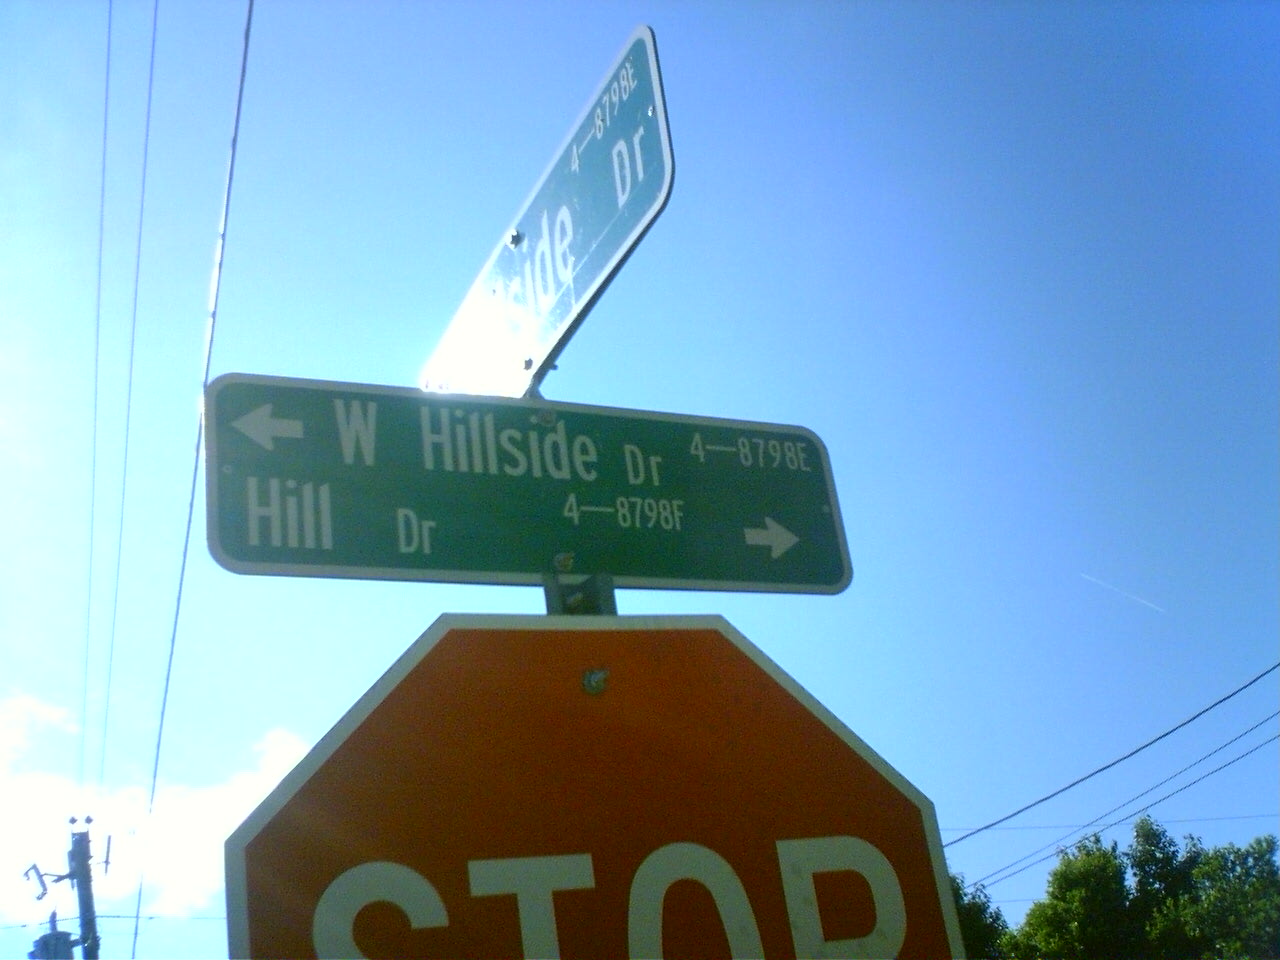 4—8798E
side Dr
W Hillside Dr 4—8798E
Hill Dr 4—8798F
STOP